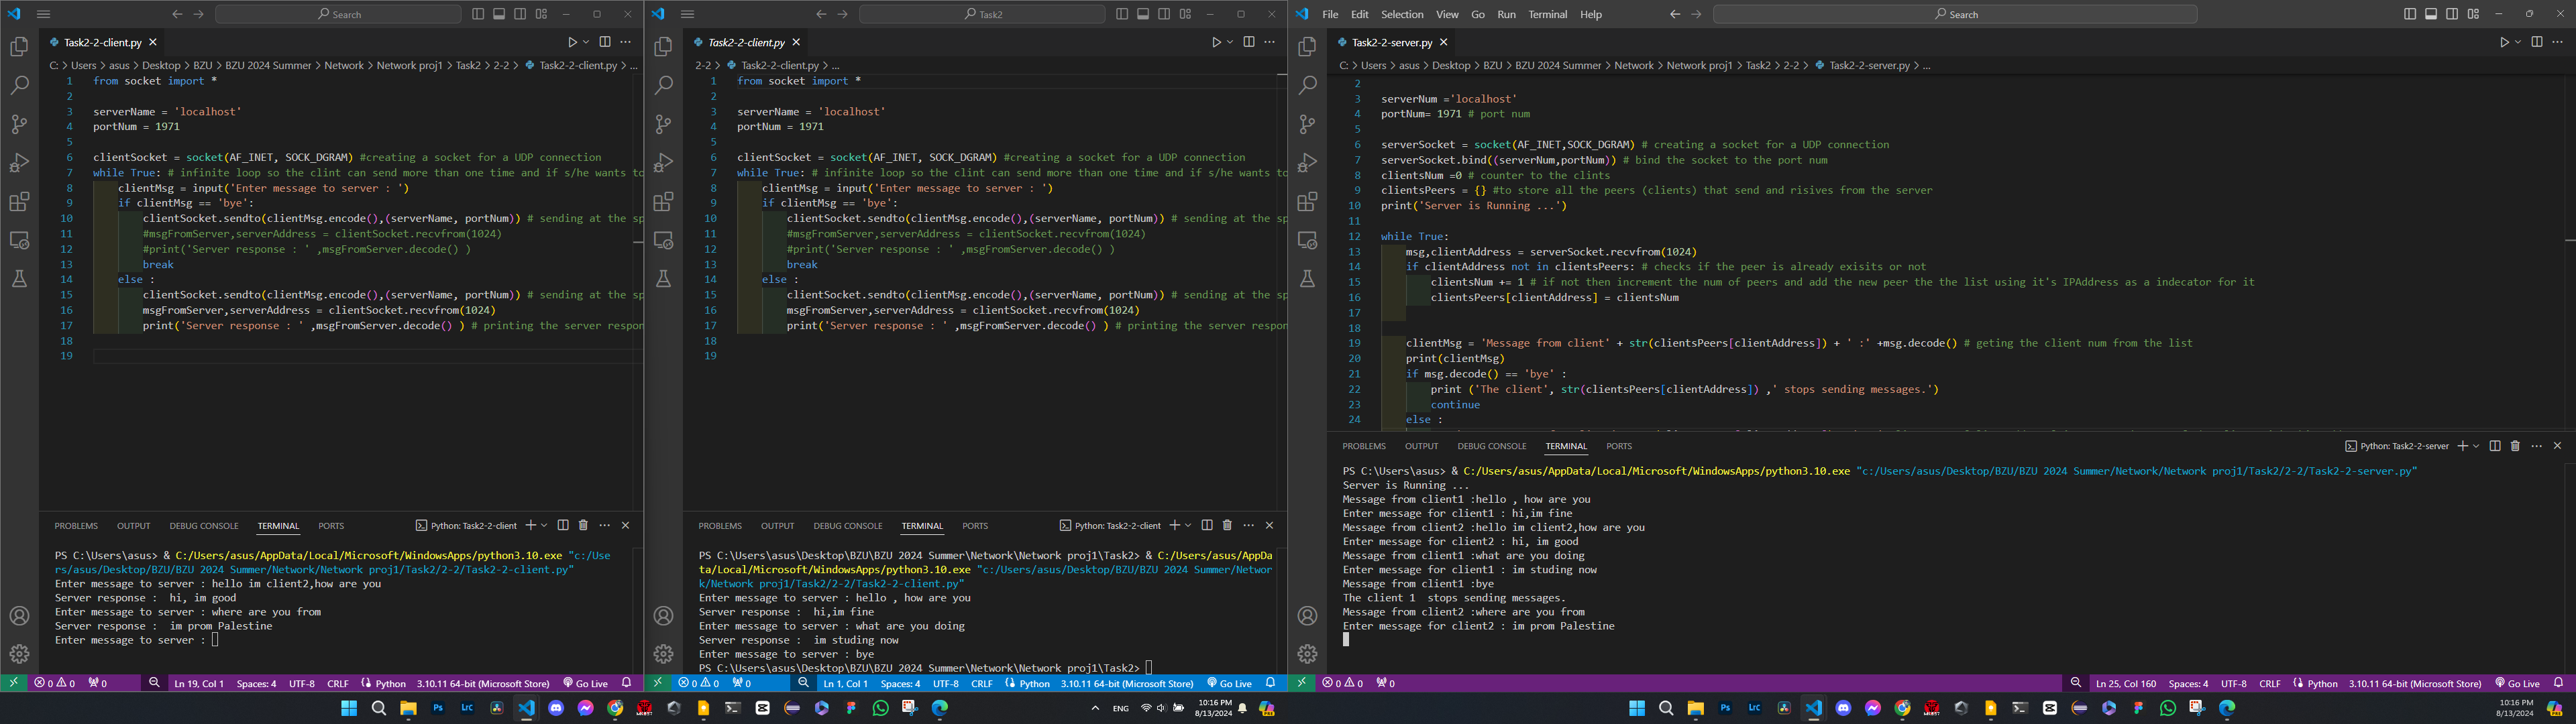 Search
Task2-2-client.py
C: > Users > asus > Desktop > BZU > BZU 2024 Summer > Network > Network proj1 > Task2 > 2-2 > Task2-2-client.py > ...
1 from socket import *
2
3 serverName = 'localhost'
4 portNum = 1971
5
6 clientSocket = socket(AF_INET, SOCK_DGRAM) #creating a socket for a UDP connection
7 while True: # infinite loop so the clint can send more than one time and if s/he wants to
8 clientMsg = input('Enter message to server : ')
9 if clientMsg == 'bye':
10 clientSocket.sendto(clientMsg.encode(),(serverName, portNum)) # sending at the sp
11 #msgFromServer,serverAddress = clientSocket.recvfrom(1024)
12 #print('Server response : ' ,msgFromServer.decode() )
13 break
14 else :
15 clientSocket.sendto(clientMsg.encode(),(serverName, portNum)) # sending at the sp
16 msgFromServer,serverAddress = clientSocket.recvfrom(1024)
17 print('Server response : ' ,msgFromServer.decode() ) # printing the server respon
18
19
PROBLEMS OUTPUT DEBUG CONSOLE TERMINAL PORTS Python: Task2-2-client
PS C:\Users\asus> & C:/Users/asus/AppData/Local/Microsoft/WindowsApps/python3.10.exe "c:/Use
rs/asus/Desktop/BZU/BZU 2024 Summer/Network/Network proj1/Task2/2-2/Task2-2-client.py"
Enter message to server : hello im client2,how are you
Server response :  hi, im good
Enter message to server : where are you from
Server response :  im prom Palestine
Enter message to server :
0 0 0 Ln 19, Col 1 Spaces: 4 UTF-8 CRLF Python 3.10.11 64-bit (Microsoft Store) Go Live
Task2
Task2-2-client.py
2-2 > Task2-2-client.py > ...
1 from socket import *
2
3 serverName = 'localhost'
4 portNum = 1971
5
6 clientSocket = socket(AF_INET, SOCK_DGRAM) #creating a socket for a UDP connection
7 while True: # infinite loop so the clint can send more than one time and if s/he wants to
8 clientMsg = input('Enter message to server : ')
9 if clientMsg == 'bye':
10 clientSocket.sendto(clientMsg.encode(),(serverName, portNum)) # sending at the sp
11 #msgFromServer,serverAddress = clientSocket.recvfrom(1024)
12 #print('Server response : ' ,msgFromServer.decode() )
13 break
14 else :
15 clientSocket.sendto(clientMsg.encode(),(serverName, portNum)) # sending at the sp
16 msgFromServer,serverAddress = clientSocket.recvfrom(1024)
17 print('Server response : ' ,msgFromServer.decode() ) # printing the server respon
18
19
PROBLEMS OUTPUT DEBUG CONSOLE TERMINAL PORTS Python: Task2-2-client
PS C:\Users\asus\Desktop\BZU\BZU 2024 Summer\Network\Network proj1\Task2> & C:/Users/asus/AppDa
ta/Local/Microsoft/WindowsApps/python3.10.exe "c:/Users/asus/Desktop/BZU/BZU 2024 Summer/Networ
k/Network proj1/Task2/2-2/Task2-2-client.py"
Enter message to server : hello , how are you
Server response :  hi,im fine
Enter message to server : what are you doing
Server response :  im studing now
Enter message to server : bye
PS C:\Users\asus\Desktop\BZU\BZU 2024 Summer\Network\Network proj1\Task2>
0 0 0 Ln 1, Col 1 Spaces: 4 UTF-8 CRLF Python 3.10.11 64-bit (Microsoft Store) Go Live
File Edit Selection View Go Run Terminal Help Search
Task2-2-server.py
C: > Users > asus > Desktop > BZU > BZU 2024 Summer > Network > Network proj1 > Task2 > 2-2 > Task2-2-server.py > ...
2
3 serverNum ='localhost'
4 portNum= 1971 # port num
5
6 serverSocket = socket(AF_INET,SOCK_DGRAM) # creating a socket for a UDP connection
7 serverSocket.bind((serverNum,portNum)) # bind the socket to the port num
8 clientsNum =0 # counter to the clints
9 clientsPeers = {} #to store all the peers (clients) that send and risives from the server
10 print('Server is Running ...')
11
12 while True:
13 msg,clientAddress = serverSocket.recvfrom(1024)
14 if clientAddress not in clientsPeers: # checks if the peer is already exisits or not
15 clientsNum += 1 # if not then increment the num of peers and add the new peer the the list using it's IPAddress as a indecator for it
16 clientsPeers[clientAddress] = clientsNum
17
18
19 clientMsg = 'Message from client' + str(clientsPeers[clientAddress]) + ' :' +msg.decode() # geting the client num from the list
20 print(clientMsg)
21 if msg.decode() == 'bye' :
22 print ('The client', str(clientsPeers[clientAddress]) ,' stops sending messages.')
23 continue
24 else :
PROBLEMS OUTPUT DEBUG CONSOLE TERMINAL PORTS Python: Task2-2-server
PS C:\Users\asus> & C:/Users/asus/AppData/Local/Microsoft/WindowsApps/python3.10.exe "c:/Users/asus/Desktop/BZU/BZU 2024 Summer/Network/Network proj1/Task2/2-2/Task2-2-server.py"
Server is Running ...
Message from client1 :hello , how are you
Enter message for client1 : hi,im fine
Message from client2 :hello im client2,how are you
Enter message for client2 : hi, im good
Message from client1 :what are you doing
Enter message for client1 : im studing now
Message from client1 :bye
The client 1  stops sending messages.
Message from client2 :where are you from
Enter message for client2 : im prom Palestine
0 0 0 Ln 25, Col 160 Spaces: 4 UTF-8 CRLF Python 3.10.11 64-bit (Microsoft Store) Go Live
Ps Lrc ENG 10:16 PM
8/13/2024
Ps Lrc 10:16 PM
8/13/2024